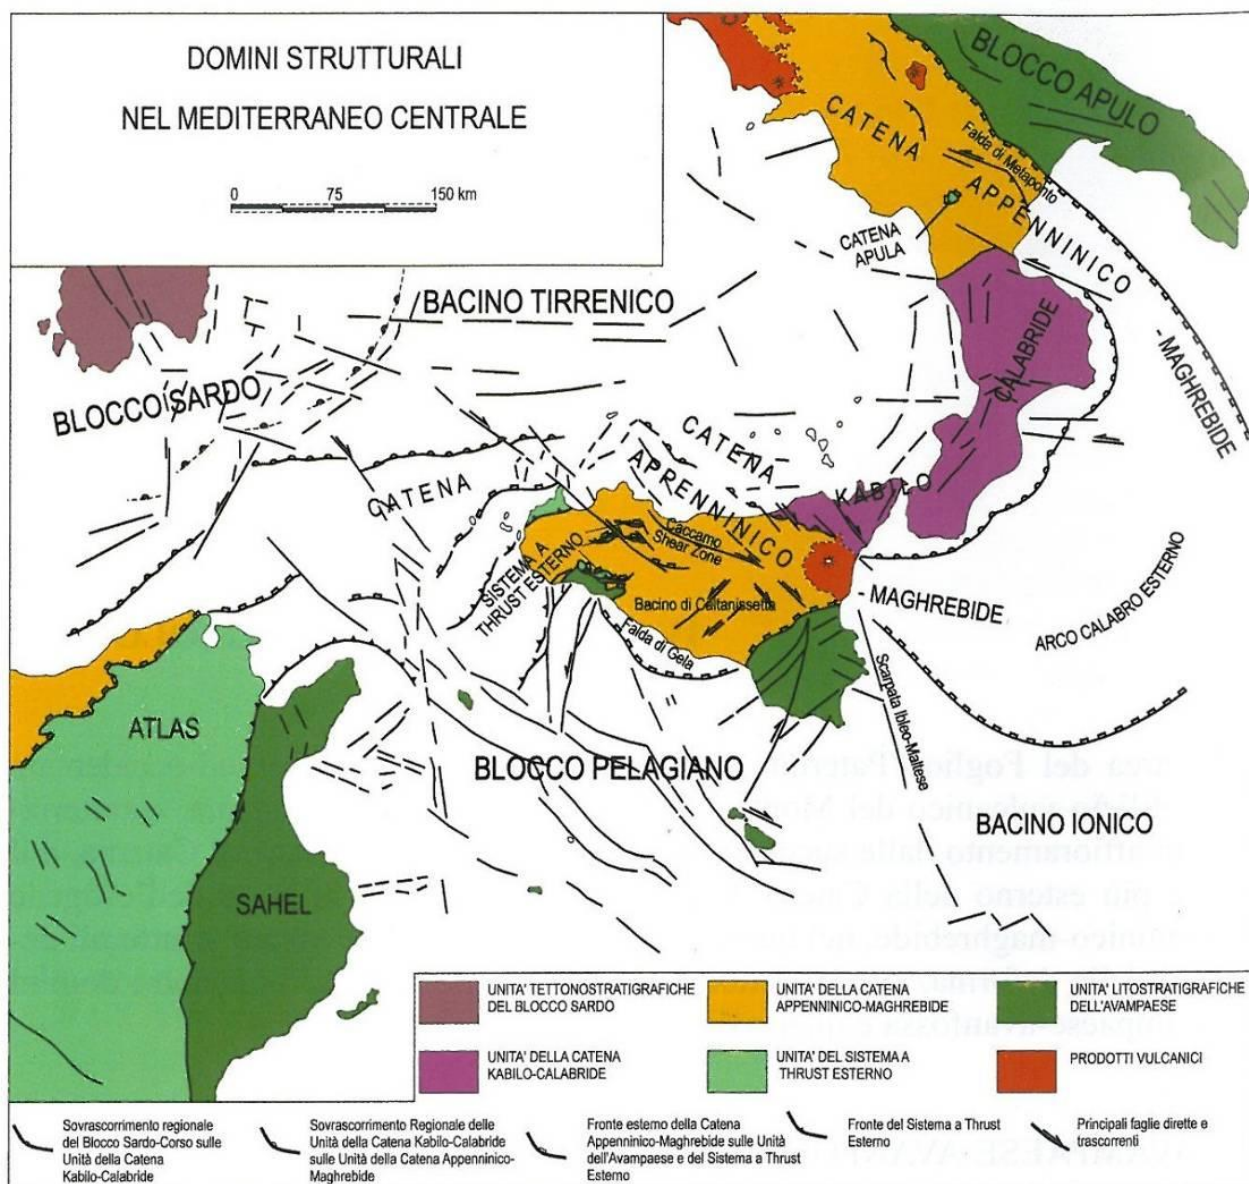 DOMINI STRUTTURALI
NEL MEDITERRANEO CENTRALE
0 75 150 km
BLOCCO APULO
CATENA
Falda di Metaponto
APPENNINICO
CATENA
APULA
- MAGHREBIDE
BACINO TIRRENICO
CALABRIDE
BLOCCO SARDO
CATENA
CATENA
APPENNINICO
KABILO
Caccamo
Shear Zone
SISTEMA A
THRUST ESTERNO
Bacino di Caltanissetta
- MAGHREBIDE
ARCO CALABRO ESTERNO
Falda di Gela
Scarpata Ibleo-Maltese
ATLAS
BLOCCO PELAGIANO
BACINO IONICO
SAHEL
UNITA' TETTONOSTRATIGRAFICHE
DEL BLOCCO SARDO
UNITA' DELLA CATENA
APPENNINICO-MAGHREBIDE
UNITA' LITOSTRATIGRAFICHE
DELL'AVAMPAESE
UNITA' DELLA CATENA
KABILO-CALABRIDE
UNITA' DEL SISTEMA A
THRUST ESTERNO
PRODOTTI VULCANICI
Sovrascorrimento regionale
del Blocco Sardo-Corso sulle
Unità della Catena
Kabilo-Calabride
Sovrascorrimento Regionale delle
Unità della Catena Kabilo-Calabride
sulle Unità della Catena Appenninico-
Maghrebide
Fronte esterno della Catena
Appenninico-Maghrebide sulle Unità
dell'Avampaese e del Sistema a Thrust
Esterno
Fronte del Sistema a Thrust
Esterno
Principali faglie dirette e
trascorrenti